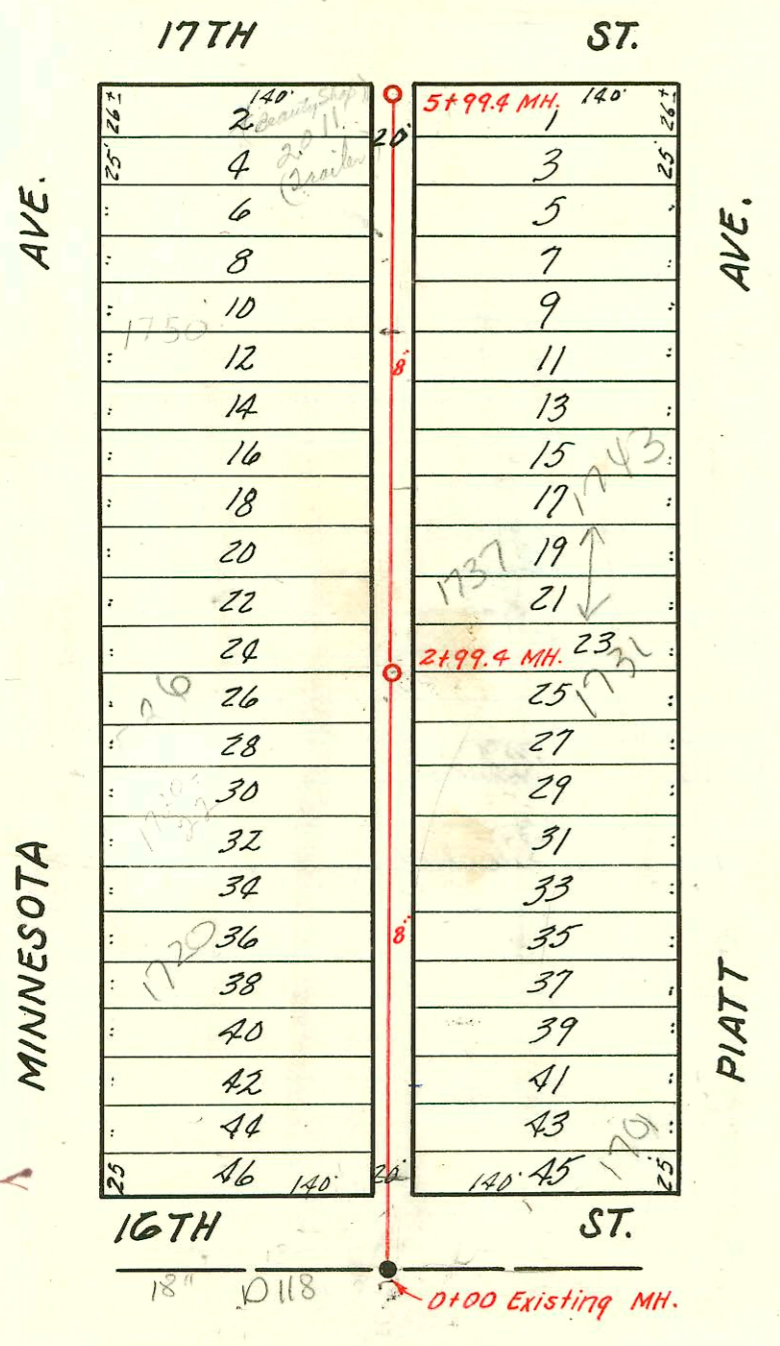 17TH ST.
140' 5+99.4 MH. 140'
26± 2 (Beauty Shop) 1 26±
20'
2011
25' 4 (Trailer) 3 25'
6 5
8 7
10 9
1750
12 11
8"
14 13
16 15
1743
18 17
20 19
1737
22 21
24 23
2+99.4 MH.
1731
26 25
28 27
30 29
32 31
34 33
36 35
8"
1720
38 37
40 39
42 41
44 43
1701
25 46 140' 20' 140' 45 25
MINNESOTA AVE.
PIATT AVE.
16TH ST.
18" D118
0+00 Existing MH.